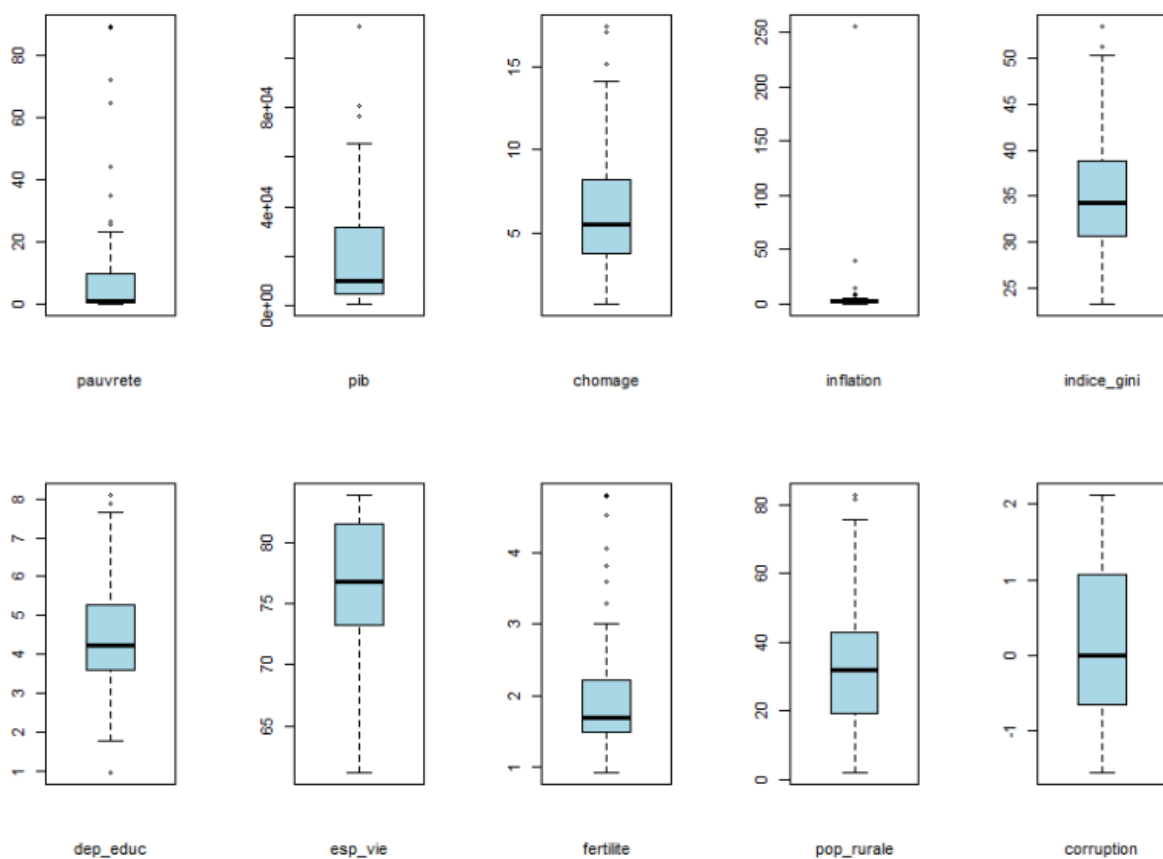 0 20 40 60 80
0e+00 4e+04 8e+04
5 10 15
0 50 100 150 200 250
25 30 35 40 45 50
pauvrete pib chomage inflation indice_gini
1 2 3 4 5 6 7 8
65 70 75 80
1 2 3 4
0 20 40 60 80
-1 0 1 2
dep_educ esp_vie fertilite pop_rurale corruption